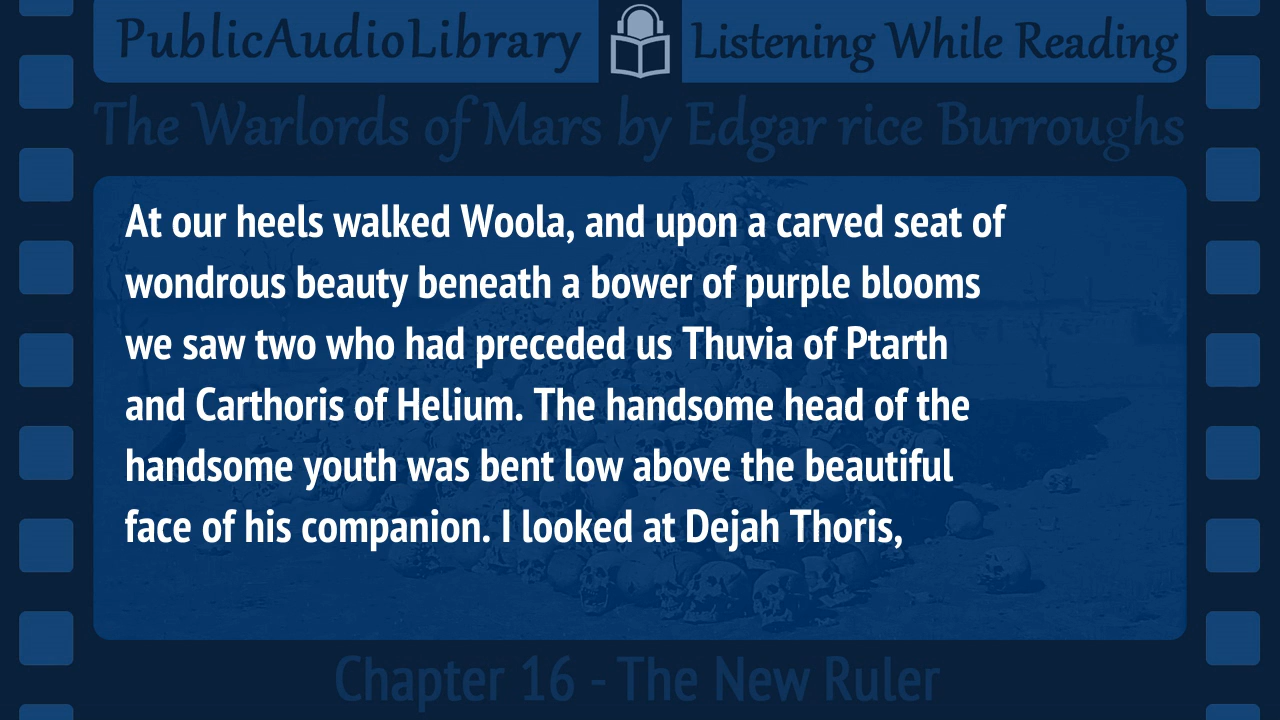 PublicAudioLibrary Listening While Reading
The Warlords of Mars by Edgar rice Burroughs
At our heels walked Woola, and upon a carved seat of
wondrous beauty beneath a bower of purple blooms
we saw two who had preceded us Thuvia of Ptarth
and Carthoris of Helium. The handsome head of the
handsome youth was bent low above the beautiful
face of his companion. I looked at Dejah Thoris,
Chapter 16 - The New Ruler